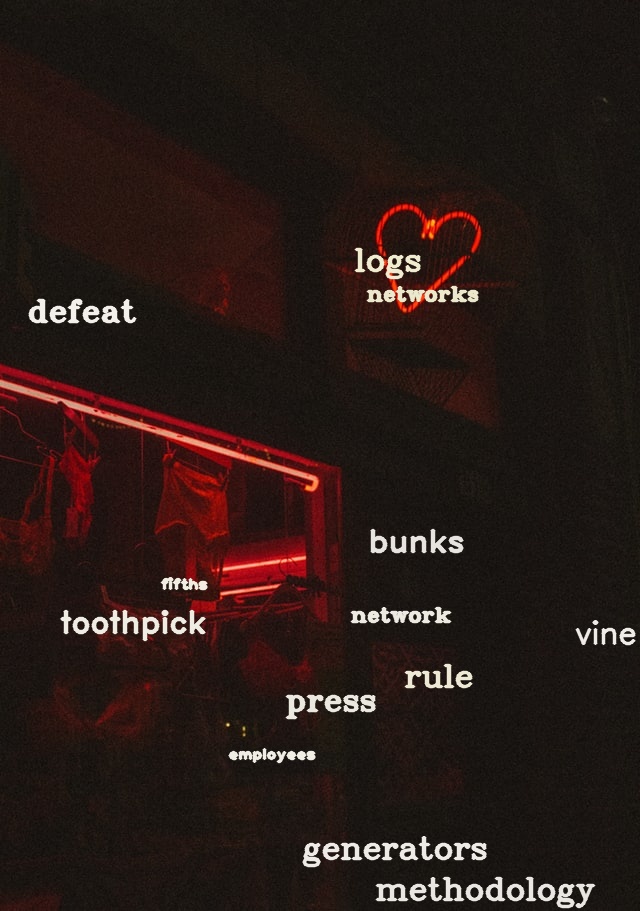 logs
networks
defeat
bunks
fifths
network
toothpick
vine
rule
press
employees
generators
methodology